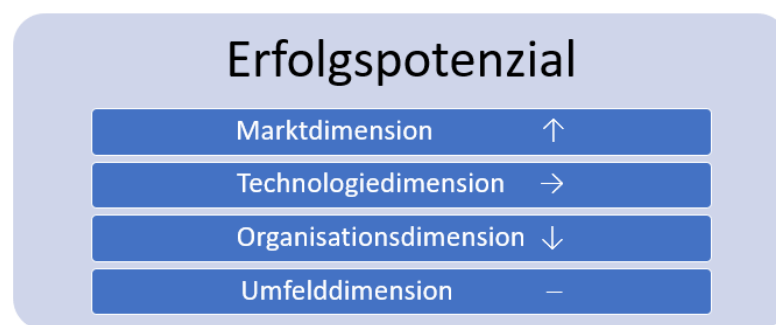 Erfolgspotenzial
Marktdimension ↑
Technologiedimension →
Organisationsdimension ↓
Umfelddimension –